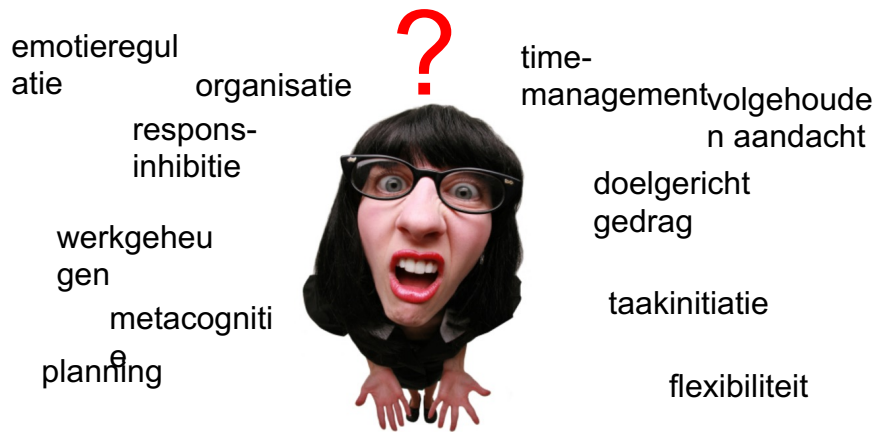 ?
emotieregul
atie
organisatie
respons-
inhibitie
werkgeheu
gen
metacogniti
e
planning
time-
management
volgehoude
n aandacht
doelgericht
gedrag
taakinitiatie
flexibiliteit